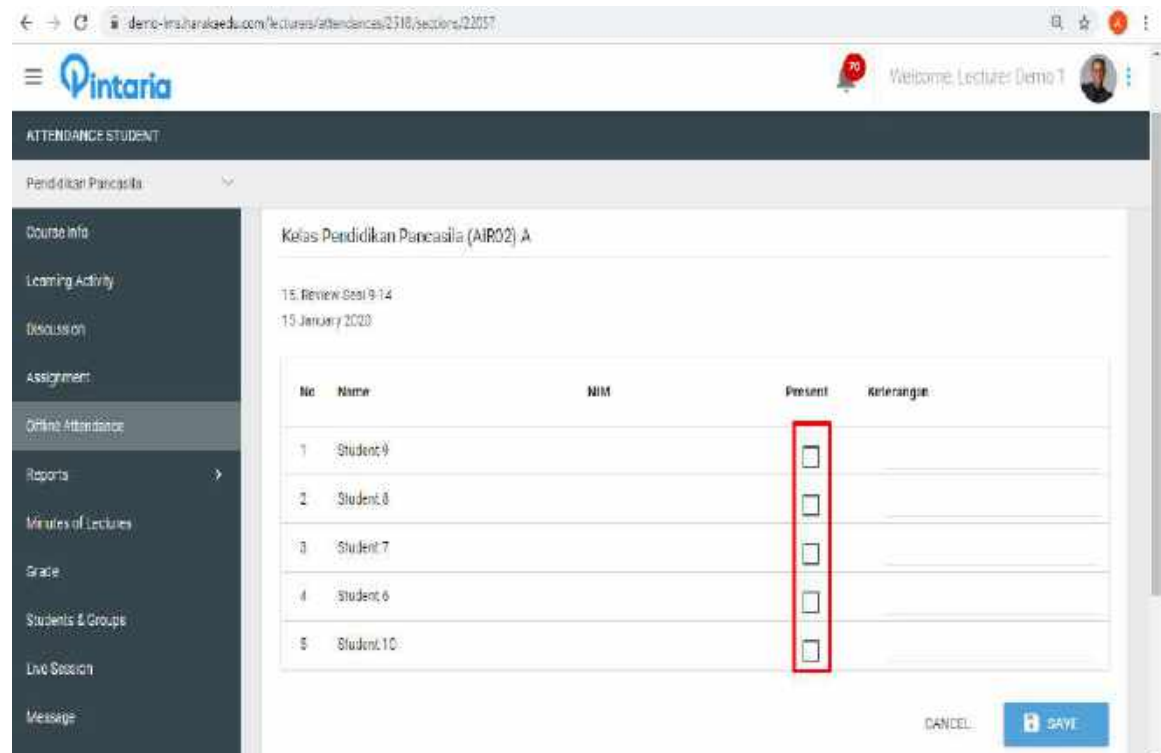 demo-lms.harukaedu.com/lecturers/attendances/2518/sections/22057
Pintaria
70
Welcome, Lecturer Demo 1
ATTENDANCE STUDENT
Pendidikan Pancasila
Course Info
Learning Activity
Discussion
Assignment
Offline Attendance
Reports
Minutes of Lectures
Grade
Students & Groups
Live Session
Message
Kelas Pendidikan Pancasila (AIR02) A
15. Review Sesi 9-14
15 January 2020
No Name NIM Present Keterangan
1 Student 9
2 Student 8
3 Student 7
4 Student 6
5 Student 10
CANCEL SAVE